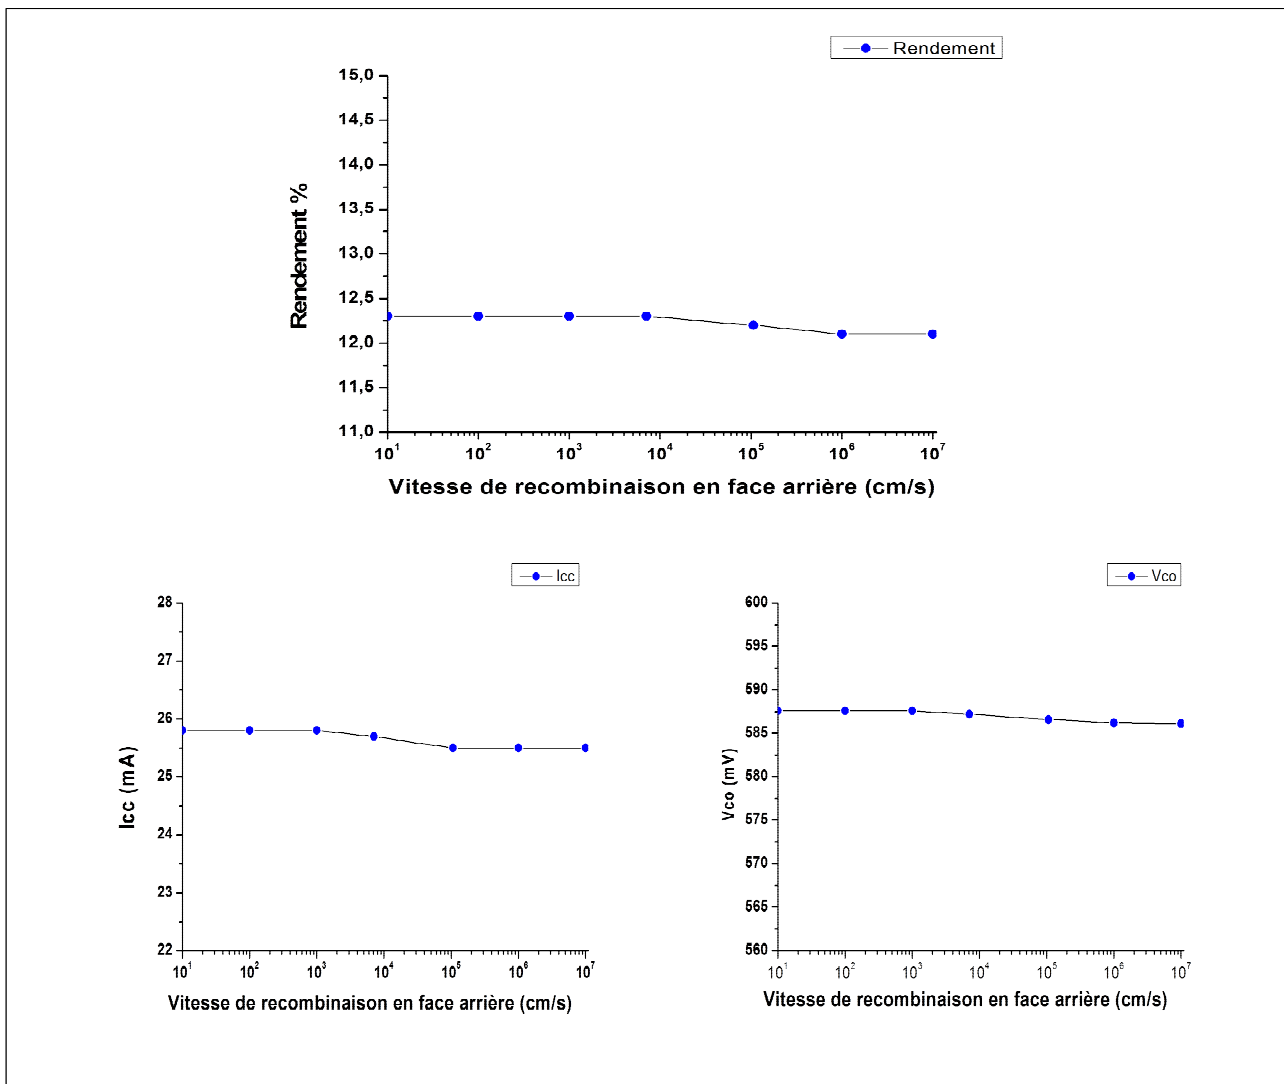 Rendement
15,0
14,5
14,0
13,5
13,0
12,5
12,0
11,5
11,0
Rendement %
10¹ 10² 10³ 10⁴ 10⁵ 10⁶ 10⁷
Vitesse de recombinaison en face arrière (cm/s)
Icc
28
27
26
25
24
23
22
Icc (mA)
10¹ 10² 10³ 10⁴ 10⁵ 10⁶ 10⁷
Vitesse de recombinaison en face arrière (cm/s)
Vco
600
595
590
585
580
575
570
565
560
Vco (mV)
10¹ 10² 10³ 10⁴ 10⁵ 10⁶ 10⁷
Vitesse de recombinaison en face arrière (cm/s)